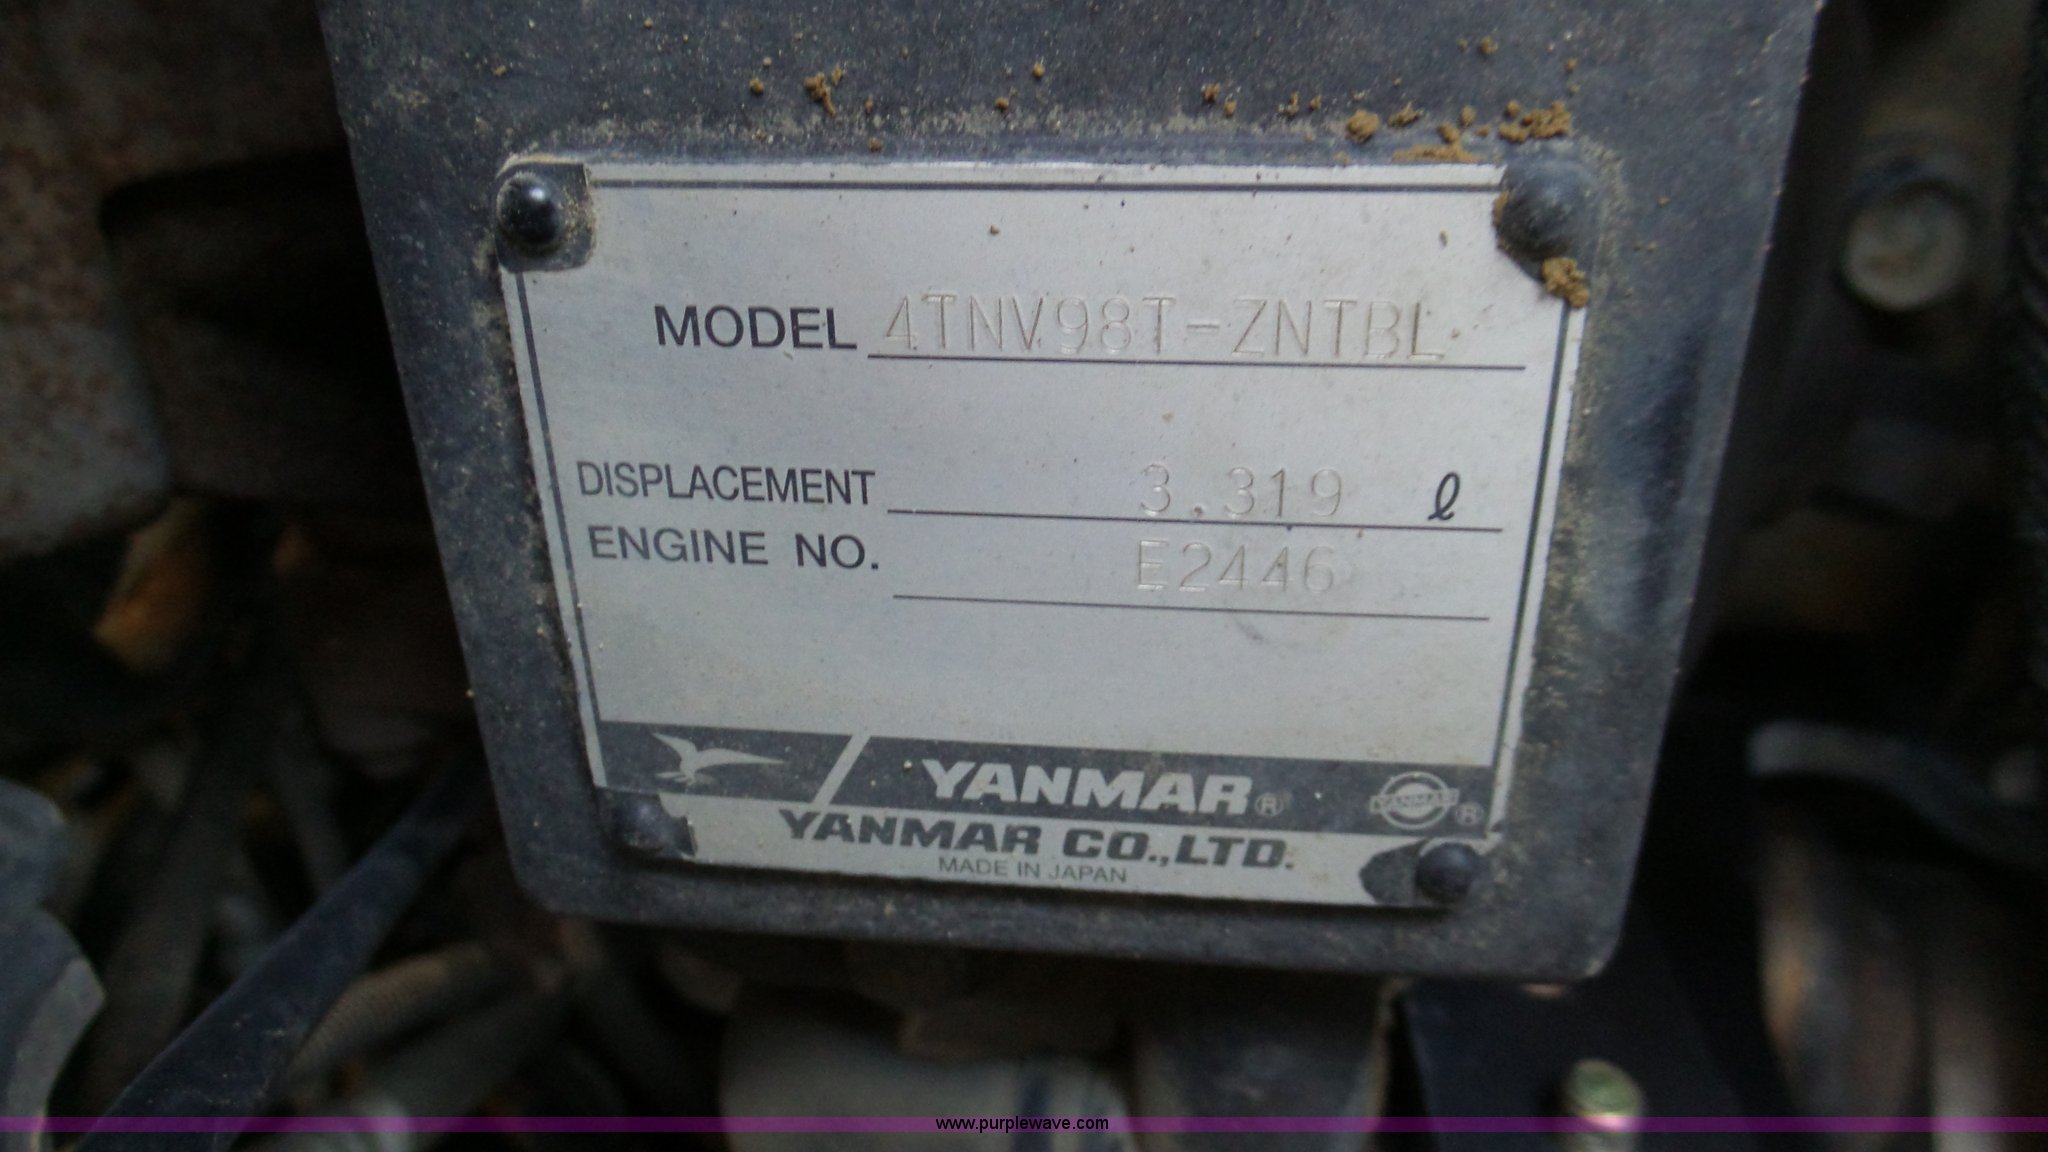 MODEL 4TNV98T-ZNTBL
DISPLACEMENT 3.319 ℓ
ENGINE NO. E2446
YANMAR® YANMAR ®
YANMAR CO.,LTD.
MADE IN JAPAN
www.purplewave.com